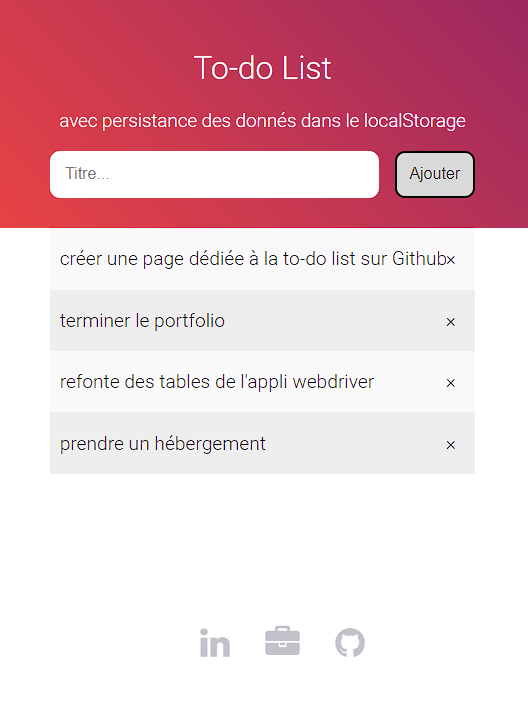 To-do List
avec persistance des donnés dans le localStorage
Titre...
Ajouter
créer une page dédiée à la to-do list sur Github×
terminer le portfolio ×
refonte des tables de l'appli webdriver ×
prendre un hébergement ×
in